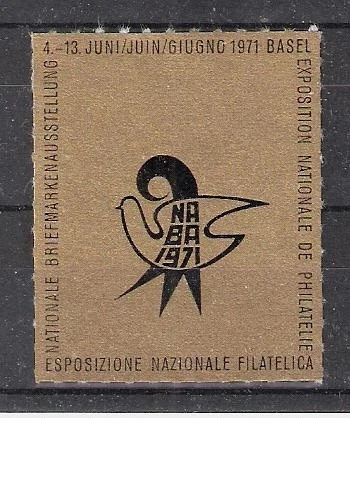 4.–13. JUNI/JUIN/GIUGNO 1971 BASEL
EXPOSITION NATIONALE DE PHILATELIE
ESPOSIZIONE NAZIONALE FILATELICA
NATIONALE BRIEFMARKENAUSSTELLUNG
NA
BA
1971